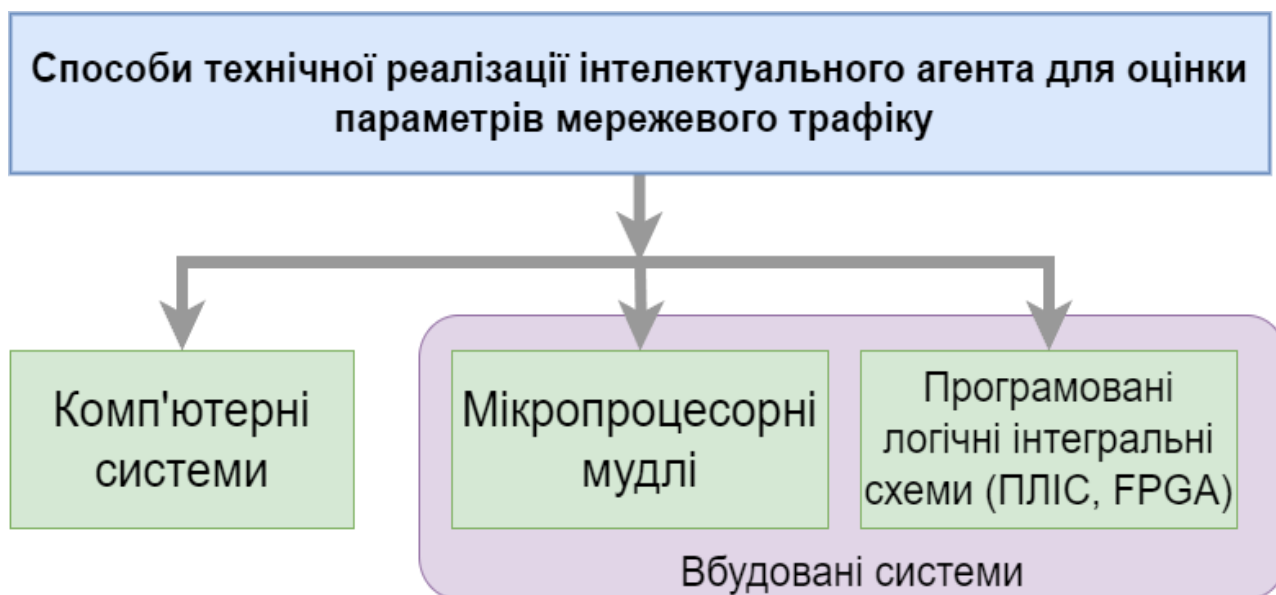 Способи технічної реалізації інтелектуального агента для оцінки
параметрів мережевого трафіку
Комп'ютерні
системи
Мікропроцесорні
мудлі
Програмовані
логічні інтегральні
схеми (ПЛІС, FPGA)
Вбудовані системи